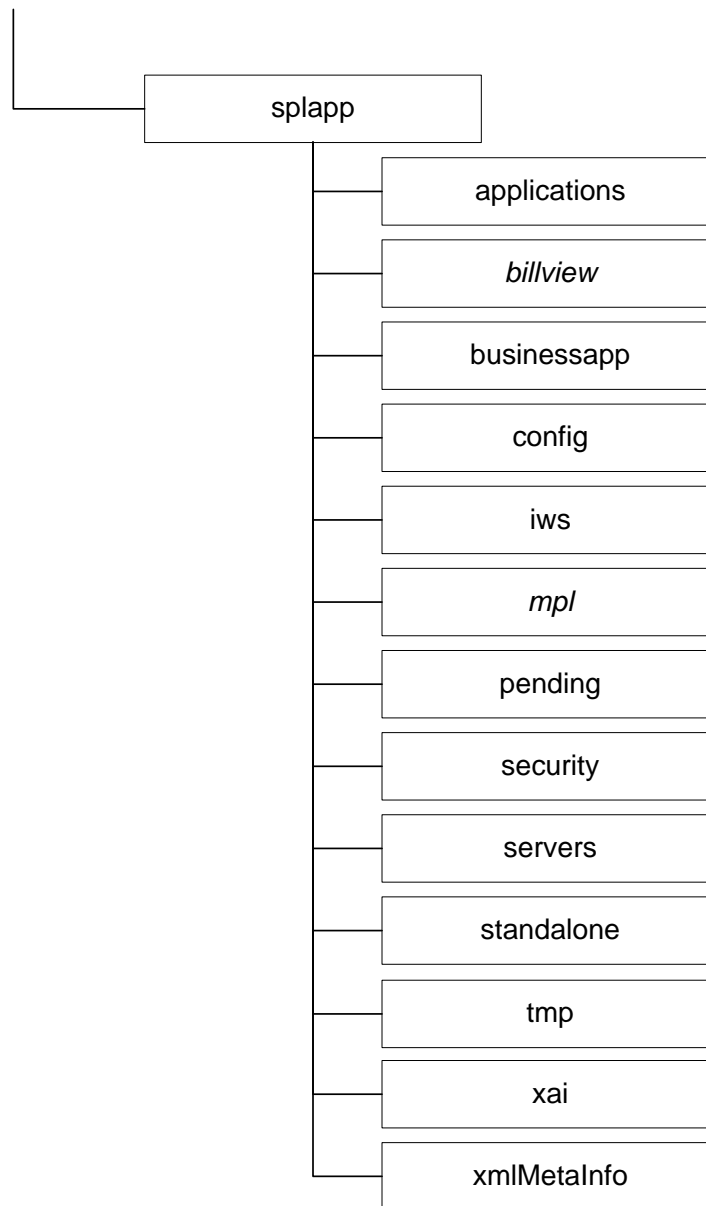 splapp
applications
billview
businessapp
config
iws
mpl
pending
security
servers
standalone
tmp
xai
xmlMetaInfo